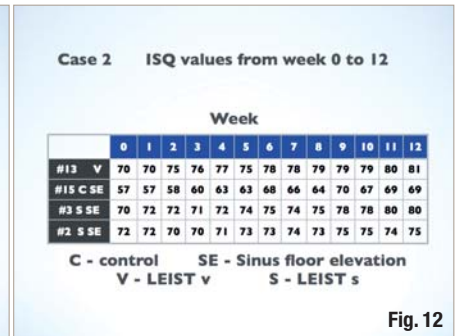 Case 2 ISQ values from week 0 to 12
Week
0 1 2 3 4 5 6 7 8 9 10 11 12
#13 V 70 70 75 76 77 75 78 78 79 79 79 80 81
#15 C SE 57 57 58 60 63 63 68 66 64 70 67 69 69
#3 S SE 70 72 72 71 72 74 75 74 75 78 78 80 80
#2 S SE 72 72 70 70 71 73 73 74 73 75 75 74 75
C - control SE - Sinus floor elevation
V - LEIST v S - LEIST s
Fig. 12